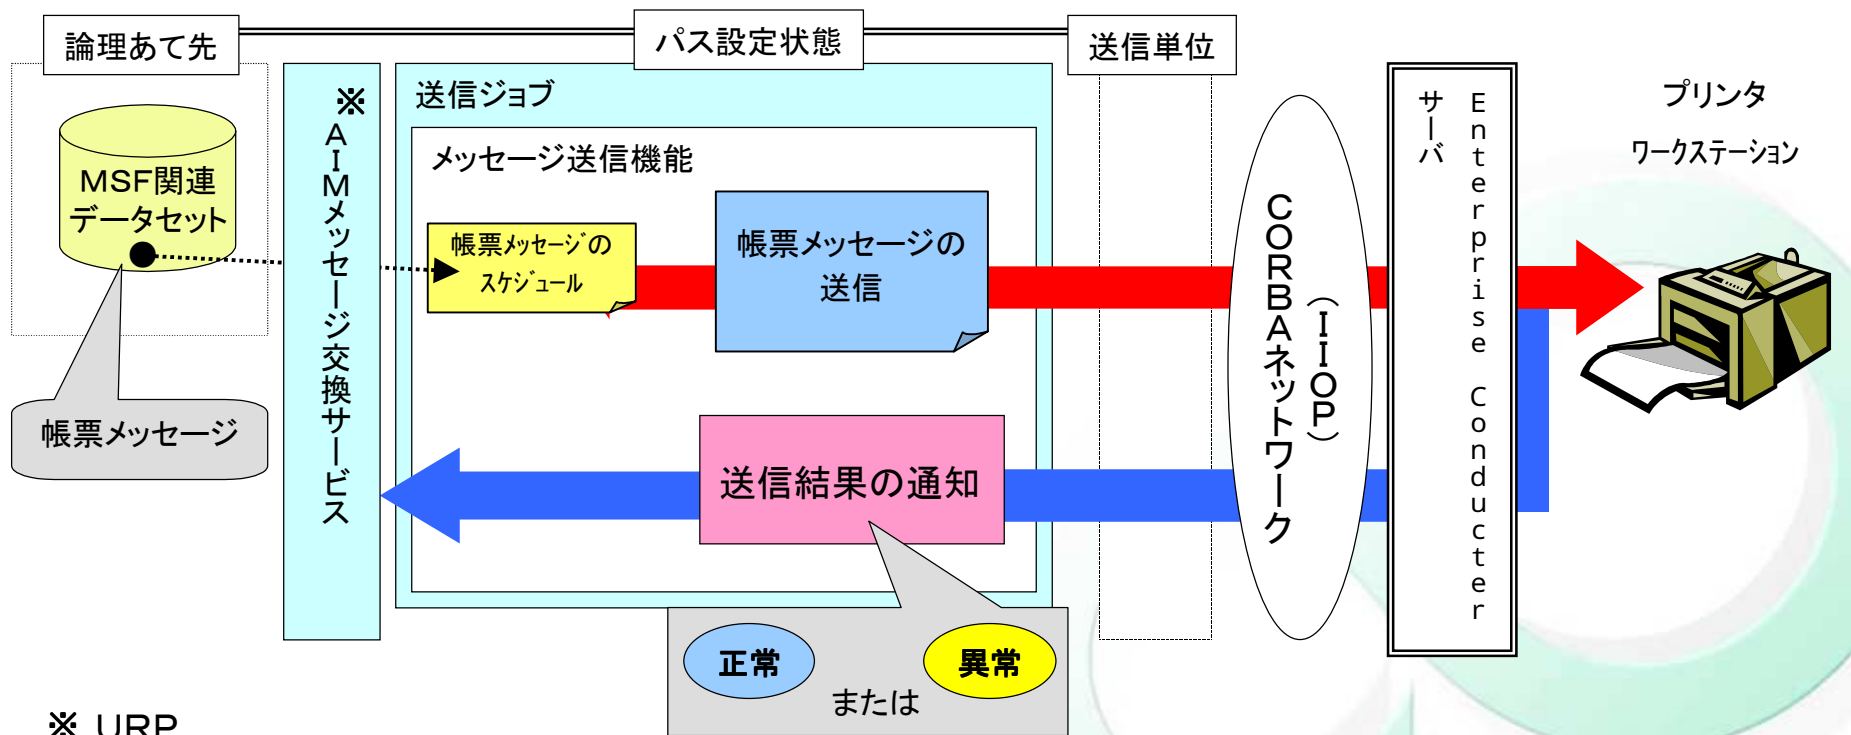 論理あて先
パス設定状態
送信単位
※AIMメッセージ交換サービス
送信ジョブ
メッセージ送信機能
MSF関連
データセット
帳票メッセージの
スケジュール
帳票メッセージの
送信
帳票メッセージ
送信結果の通知
正常
または
異常
CORBAネットワーク
(IIOP)
Enterprise Conducter
サーバ
プリンタ
ワークステーション
※ URP